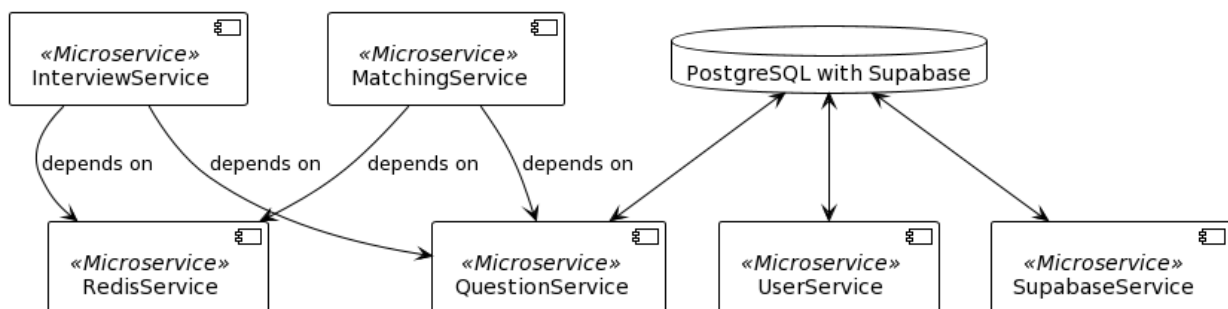 «Microservice»
InterviewService
«Microservice»
MatchingService
PostgreSQL with Supabase
depends on
depends on
depends on
depends on
«Microservice»
RedisService
«Microservice»
QuestionService
«Microservice»
UserService
«Microservice»
SupabaseService